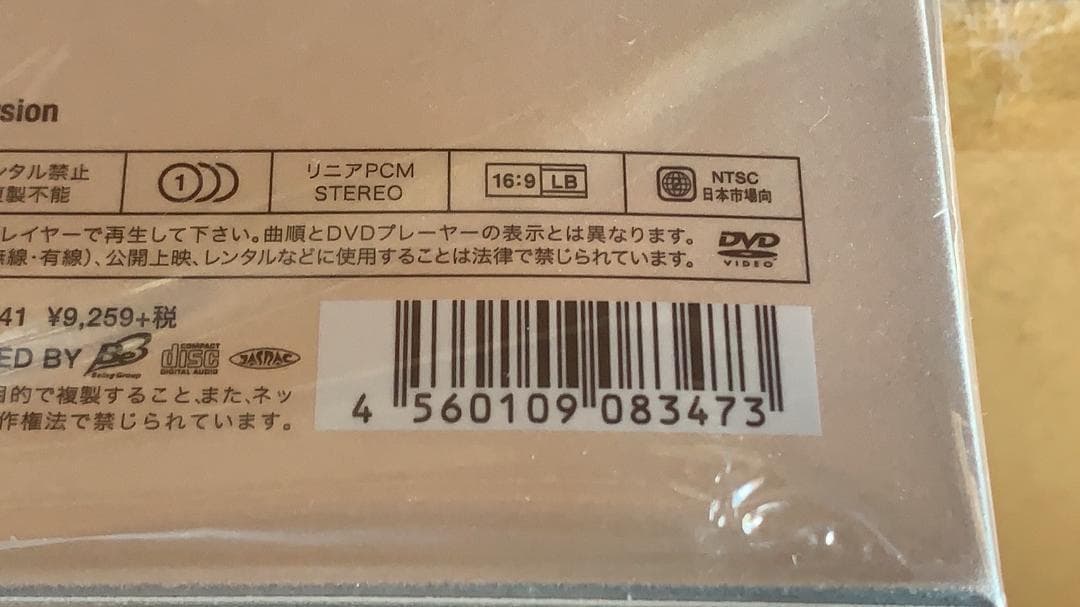 sion
ンタル禁止
複製不能
1
リニアPCM
STEREO
16:9 LB
NTSC
日本市場向
レイヤーで再生して下さい。曲順とDVDプレーヤーの表示とは異なります。
無線・有線)、公開上映、レンタルなどに使用することは法律で禁じられています。
DVD
VIDEO
41 ¥9,259+税
ED BY
Being Group
COMPACT
disc
DIGITAL AUDIO
JASRAC
目的で複製すること、また、ネッ
作権法で禁じられています。
4 560109 083473